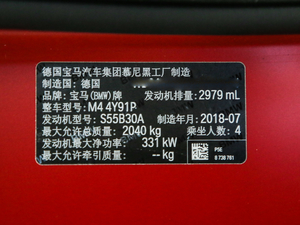 德国宝马汽车集团慕尼黑工厂制造
制造国：德国
品牌：宝马(BMW)牌 发动机排量：2979 mL
整车型号：M4 4Y91P
发动机型号：S55B30A 制造年月：2018-07
最大允许总质量：2040 kg 乘坐人数：4
发动机最大净功率：331 kW
最大允许牵引质量：-- kg
P5E
8 738 761